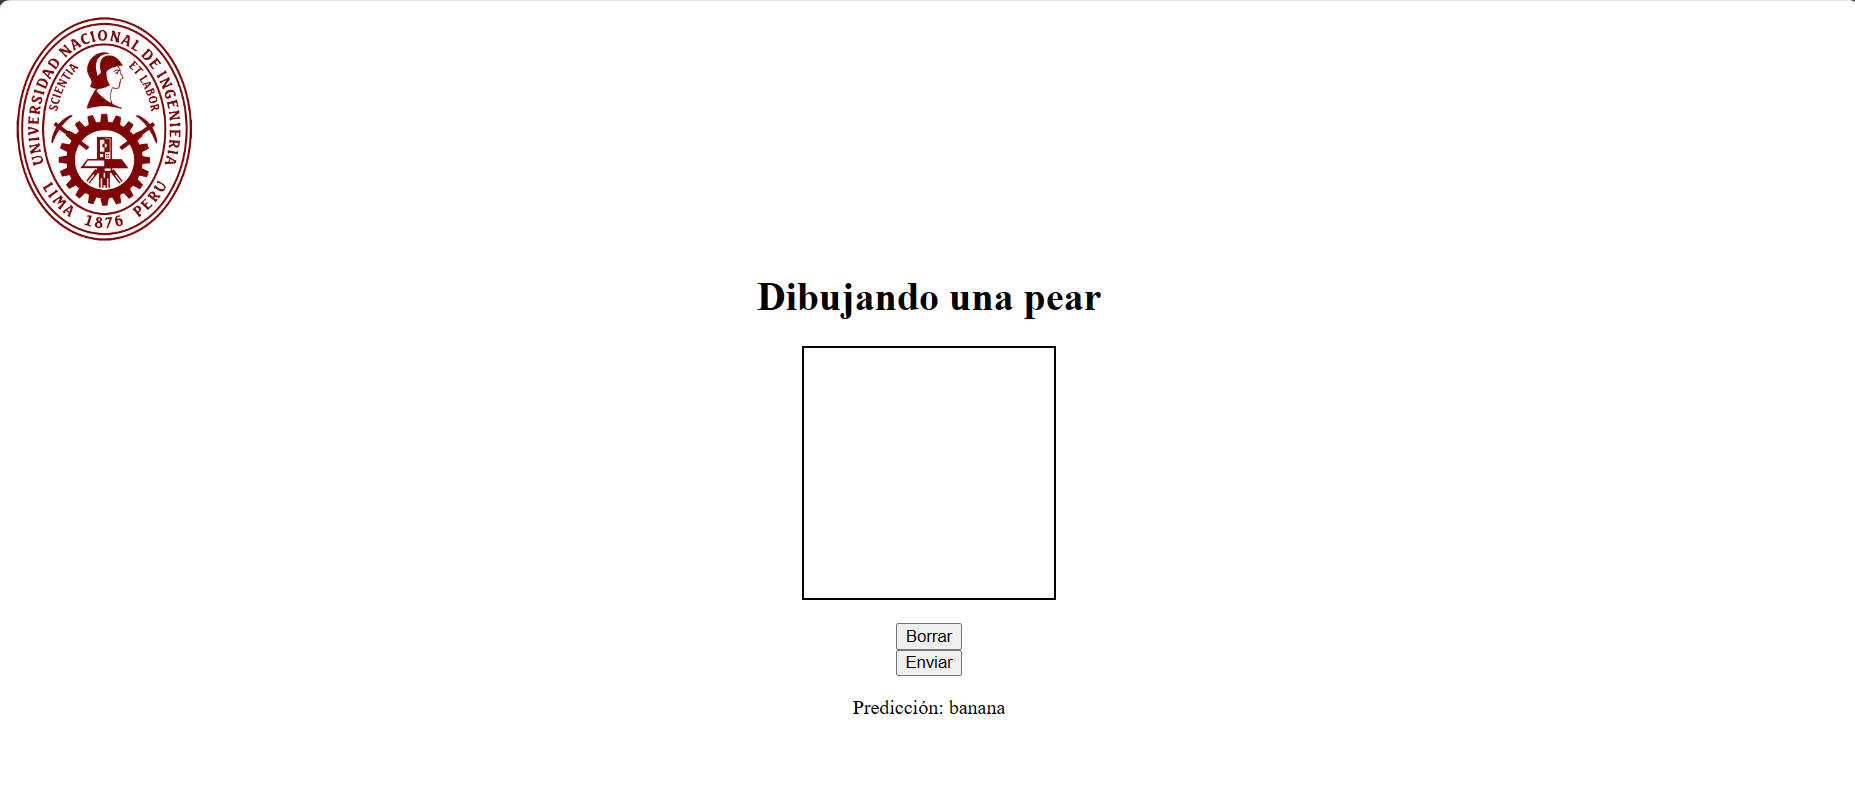 UNIVERSIDAD NACIONAL DE INGENIERIA
SCIENTIA ET LABOR
LIMA 1876 PERU
Dibujando una pear
Borrar
Enviar
Predicción: banana